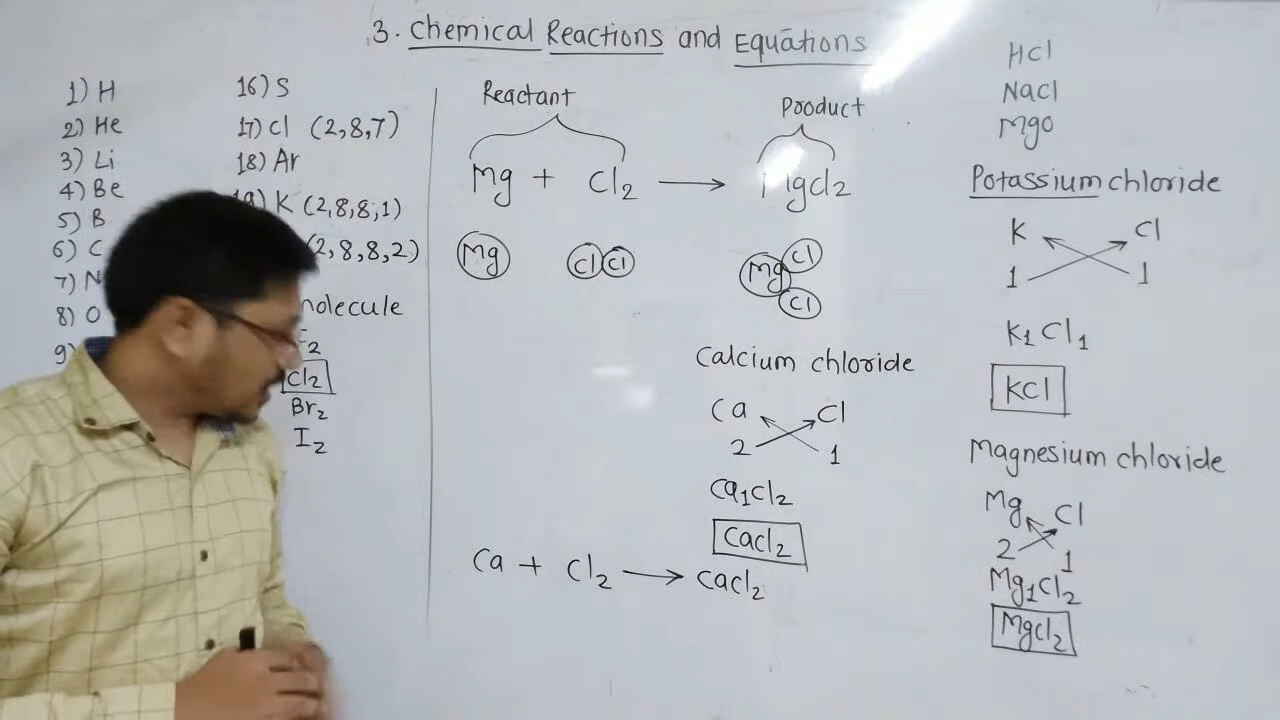 3. Chemical Reactions and Equations
1) H
2) He
3) Li
4) Be
5) B
6) C
7) N
8) O
9)
16) S
17) Cl (2,8,7)
18) Ar
19) K (2,8,8,1)
(2,8,8,2)
molecule
F2
Cl2
Br2
I2
Reactant
Product
Mg + Cl2 ⟶ Mgcl2
Mg Cl Cl Mg Cl Cl
Calcium chloride
Ca Cl
2 1
Ca1Cl2
CaCl2
Ca + Cl2 ⟶ CaCl2
HCl
NaCl
MgO
Potassium chloride
K Cl
1 1
K1Cl1
KCl
Magnesium chloride
Mg Cl
2 1
Mg1Cl2
MgCl2